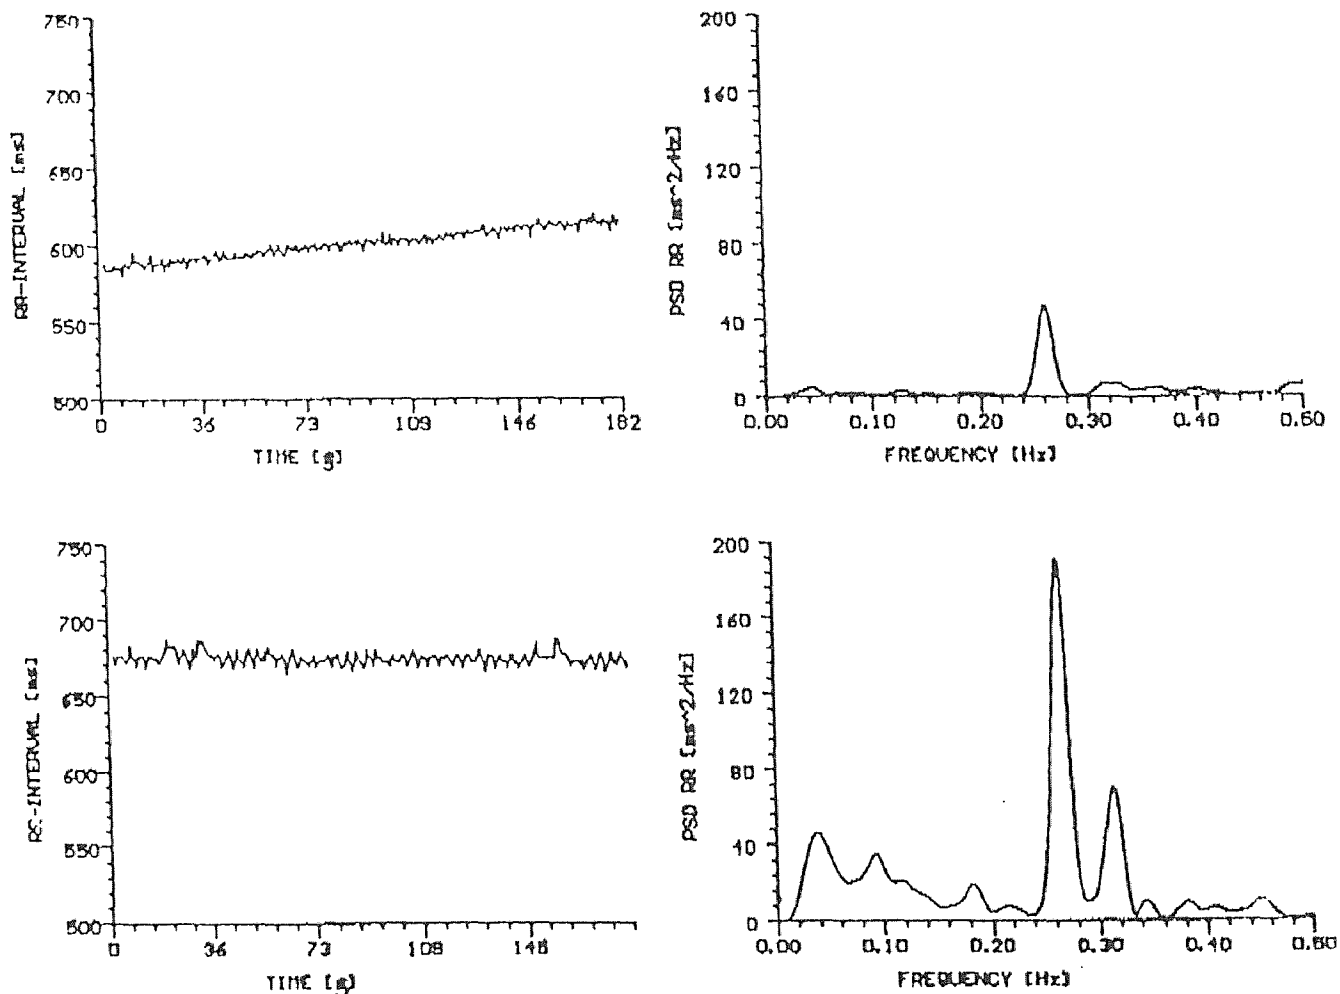 750
700
650
600
550
500
RR-INTERVAL [ms]
0 36 73 109 146 182
TIME [s]
200
160
120
80
40
0
PSD RR [ms^2/Hz]
0.00 0.10 0.20 0.30 0.40 0.50
FREQUENCY [Hz]
750
700
650
600
550
500
RR-INTERVAL [ms]
0 36 73 109 146
TIME [s]
200
160
120
80
40
0
PSD RR [ms^2/Hz]
0.00 0.10 0.20 0.30 0.40 0.50
FREQUENCY [Hz]